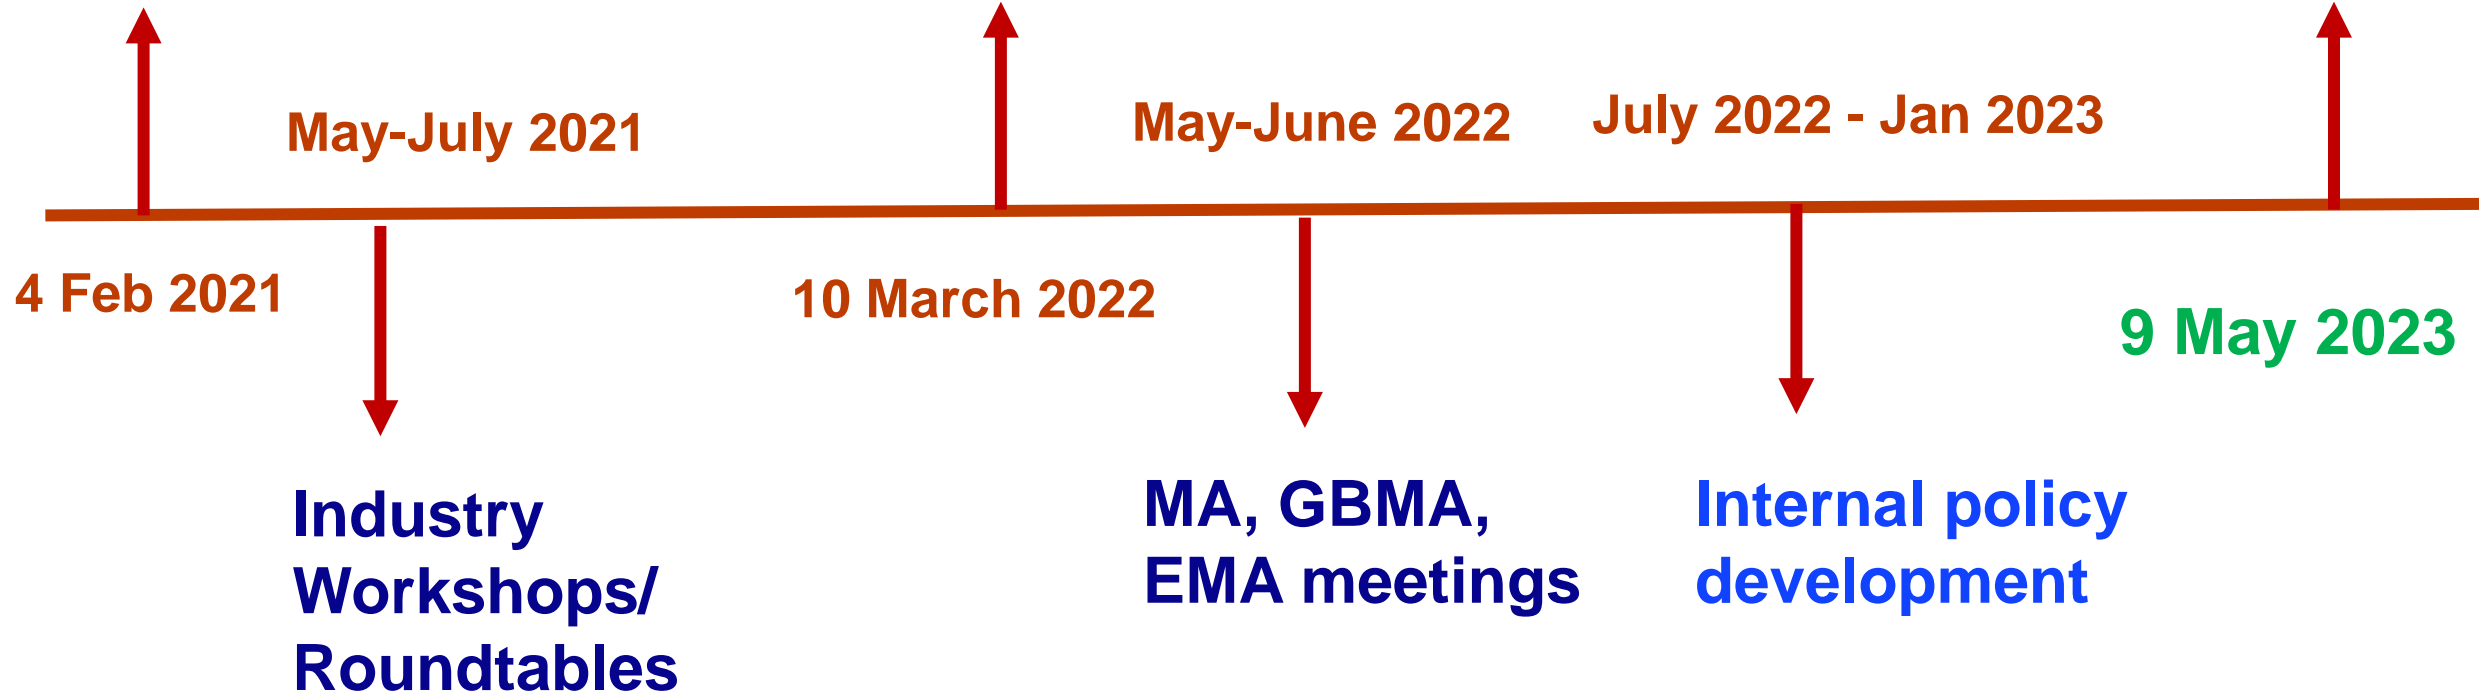 May-July 2021
May-June 2022
July 2022 - Jan 2023
4 Feb 2021
10 March 2022
9 May 2023
Industry
Workshops/
Roundtables
MA, GBMA,
EMA meetings
Internal policy
development